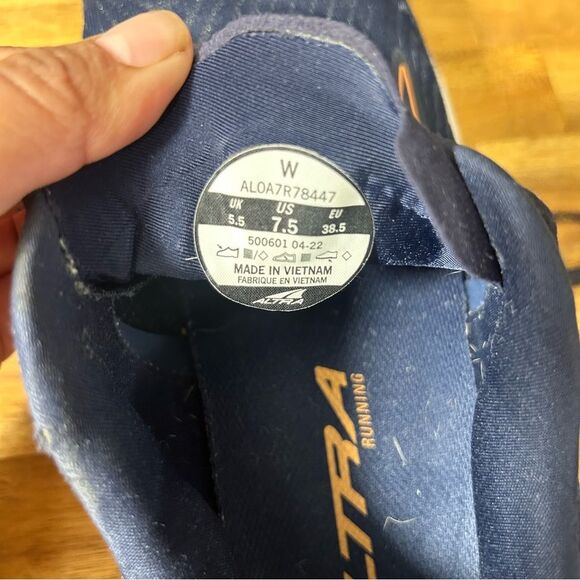 W
AL0A7R78447
UK US EU
5.5 7.5 38.5
500601 04-22
MADE IN VIETNAM
FABRIQUE EN VIETNAM
ALTRA
LTRA
RUNNING